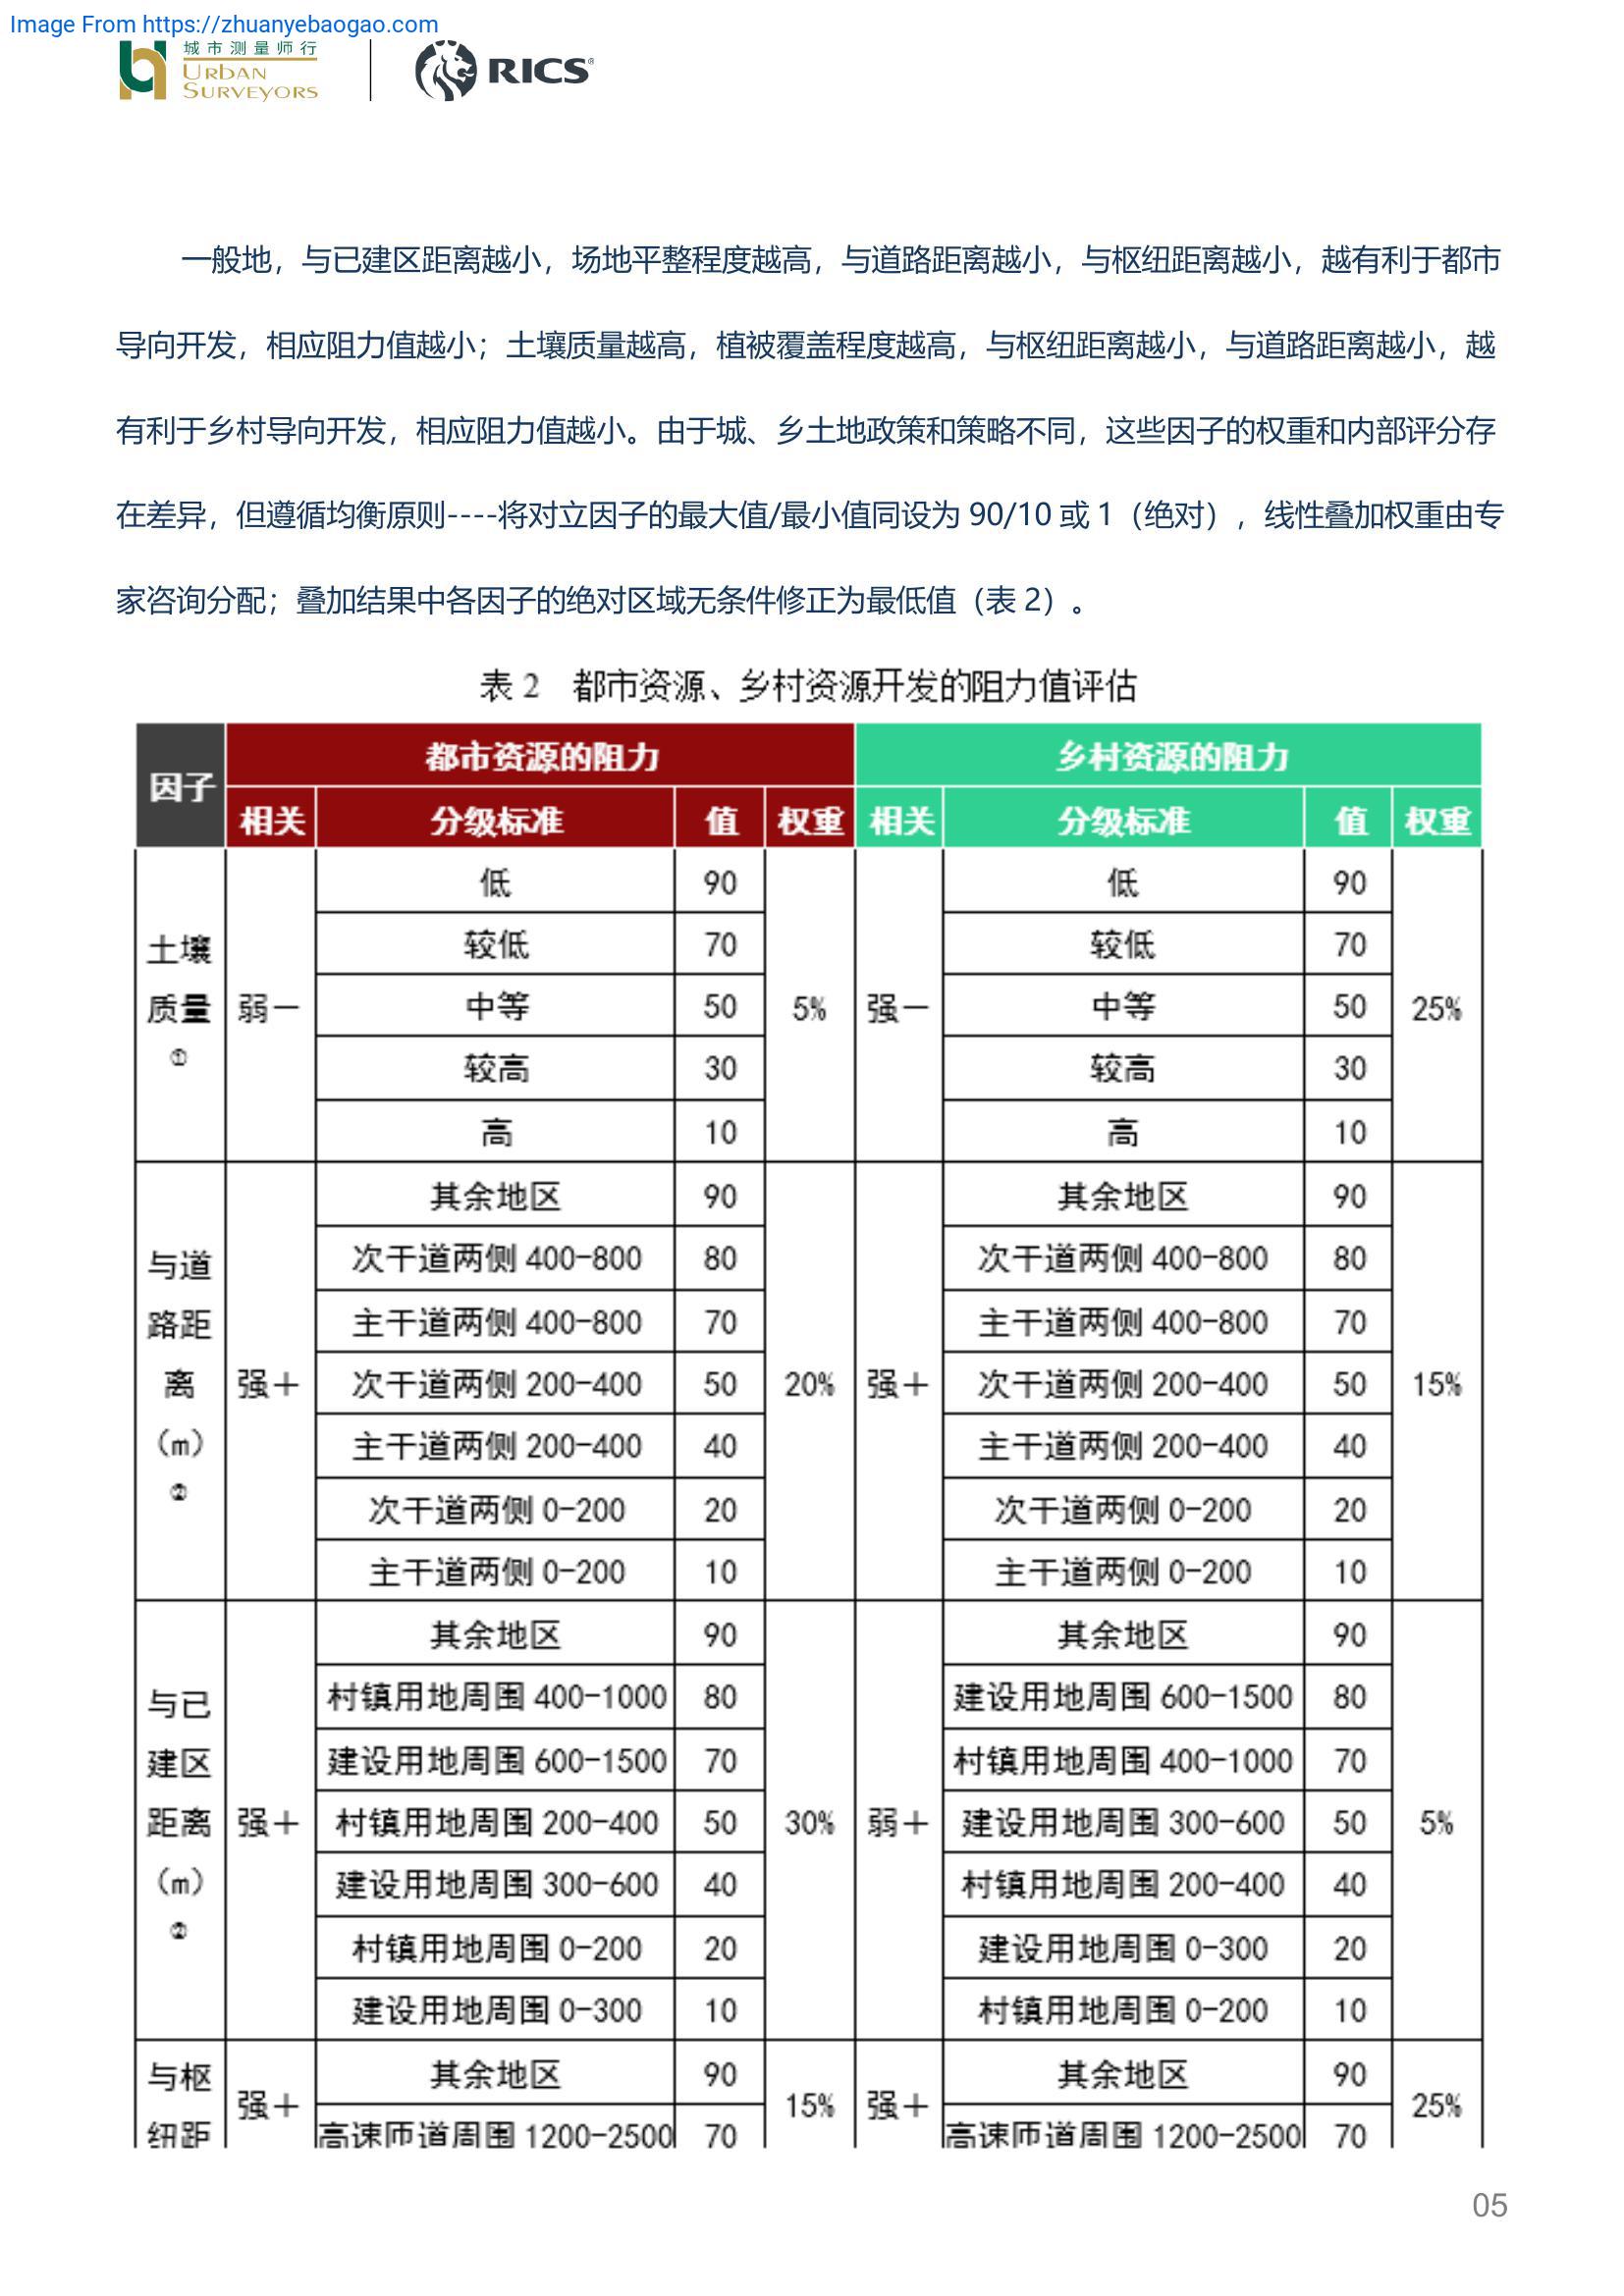 Image From https://zhuanyebaogao.com
城市测量师行
URBAN
SURVEYORS
RICS®
一般地，与已建区距离越小，场地平整程度越高，与道路距离越小，与枢纽距离越小，越有利于都市
导向开发，相应阻力值越小；土壤质量越高，植被覆盖程度越高，与枢纽距离越小，与道路距离越小，越
有利于乡村导向开发，相应阻力值越小。由于城、乡土地政策和策略不同，这些因子的权重和内部评分存
在差异，但遵循均衡原则----将对立因子的最大值/最小值同设为 90/10 或 1（绝对），线性叠加权重由专
家咨询分配；叠加结果中各因子的绝对区域无条件修正为最低值（表 2）。
表 2 都市资源、乡村资源开发的阻力值评估
因子 都市资源的阻力 乡村资源的阻力
相关 分级标准 值 权重 相关 分级标准 值 权重
土壤质量① 弱－ 低 90 5% 强－ 低 90 25%
较低 70 较低 70
中等 50 中等 50
较高 30 较高 30
高 10 高 10
与道路距离（m）② 强＋ 其余地区 90 20% 强＋ 其余地区 90 15%
次干道两侧 400-800 80 次干道两侧 400-800 80
主干道两侧 400-800 70 主干道两侧 400-800 70
次干道两侧 200-400 50 次干道两侧 200-400 50
主干道两侧 200-400 40 主干道两侧 200-400 40
次干道两侧 0-200 20 次干道两侧 0-200 20
主干道两侧 0-200 10 主干道两侧 0-200 10
与已建区距离（m） 强＋ 其余地区 90 30% 弱＋ 其余地区 90 5%
村镇用地周围 400-1000 80 建设用地周围 600-1500 80
建设用地周围 600-1500 70 村镇用地周围 400-1000 70
村镇用地周围 200-400 50 建设用地周围 300-600 50
建设用地周围 300-600 40 村镇用地周围 200-400 40
村镇用地周围 0-200 20 建设用地周围 0-300 20
建设用地周围 0-300 10 村镇用地周围 0-200 10
与枢纽距 强＋ 其余地区 90 15% 强＋ 其余地区 90 25%
高速匝道周围 1200-2500 70 高速匝道周围 1200-2500 70
05